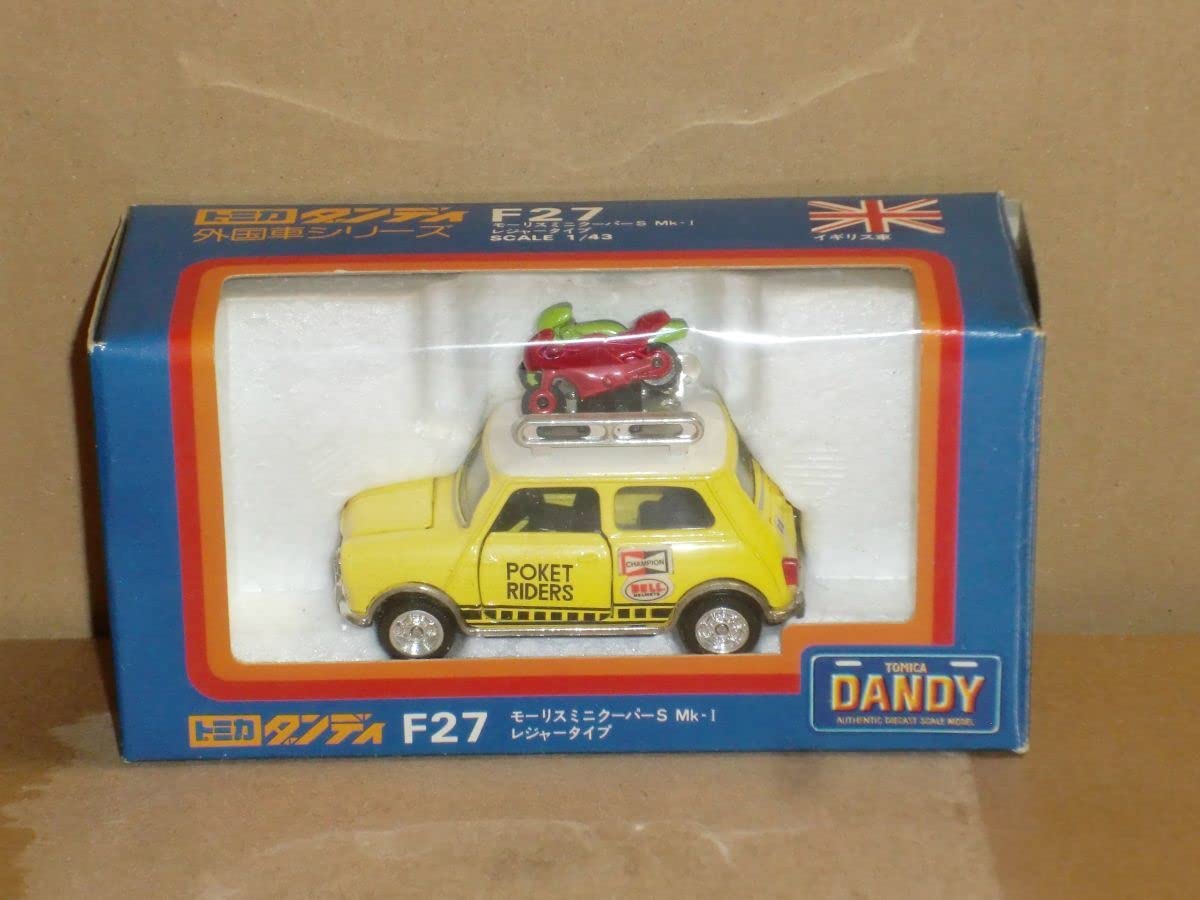 トミカ ダンディ
外国車シリーズ
F27
モーリスミニクーパーS Mk-I
レジャータイプ
SCALE 1/43
イギリス車
POKET
RIDERS
CHAMPION
BELL
HELMETS
トミカ ダンディ F27
モーリスミニクーパーS Mk-I
レジャータイプ
TOMICA
DANDY
AUTHENTIC DIECAST SCALE MODEL